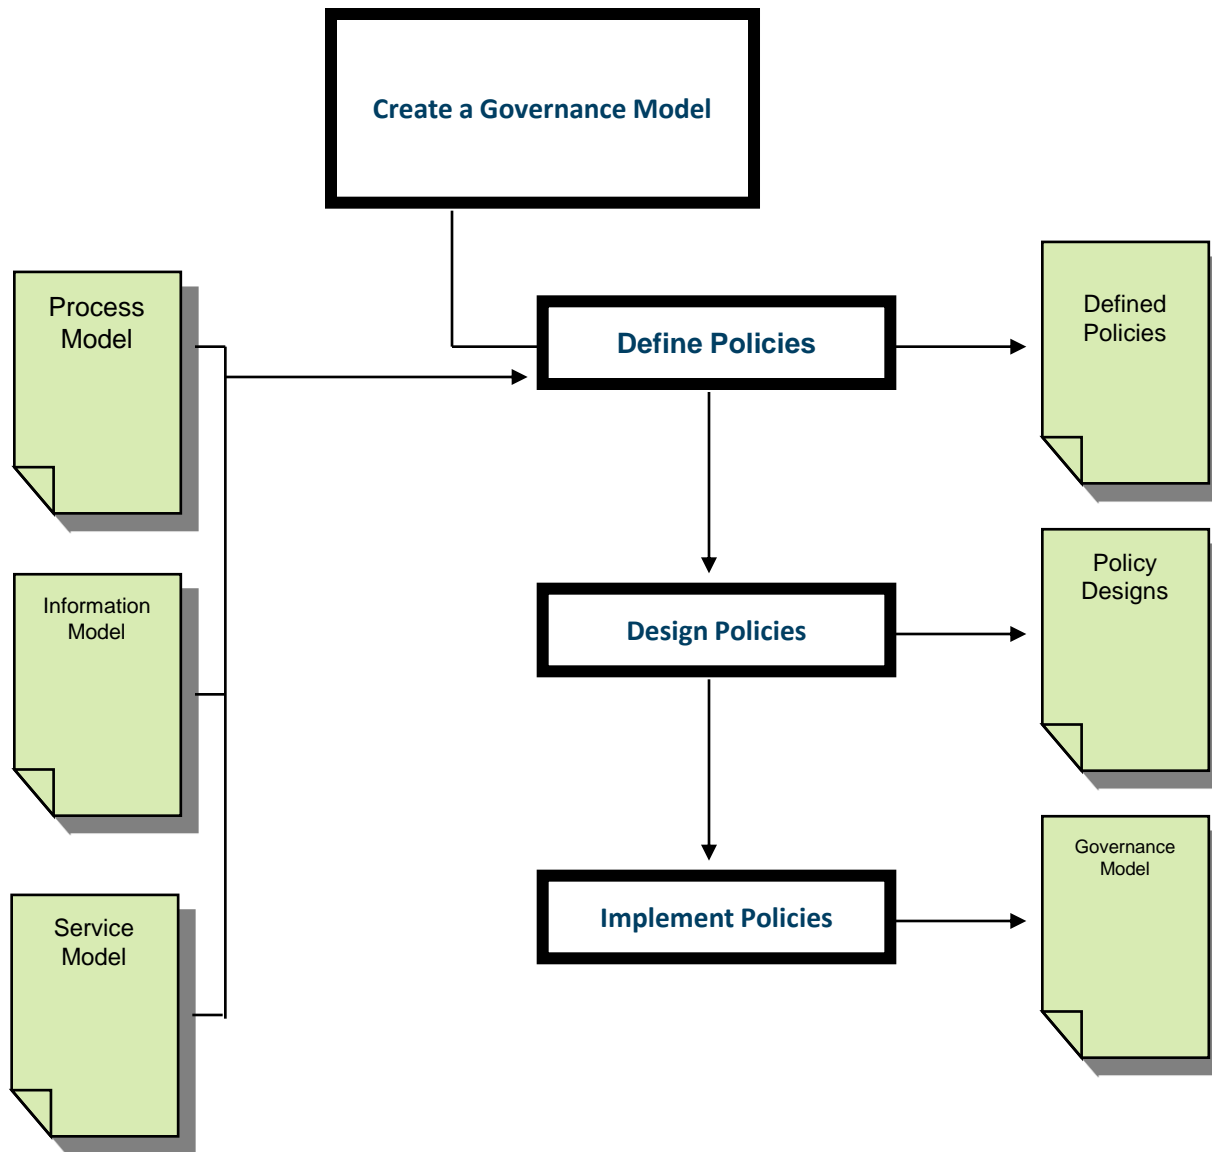 Create a Governance Model
Process
Model
Define Policies
Defined
Policies
Information
Model
Design Policies
Policy
Designs
Service
Model
Implement Policies
Governance
Model